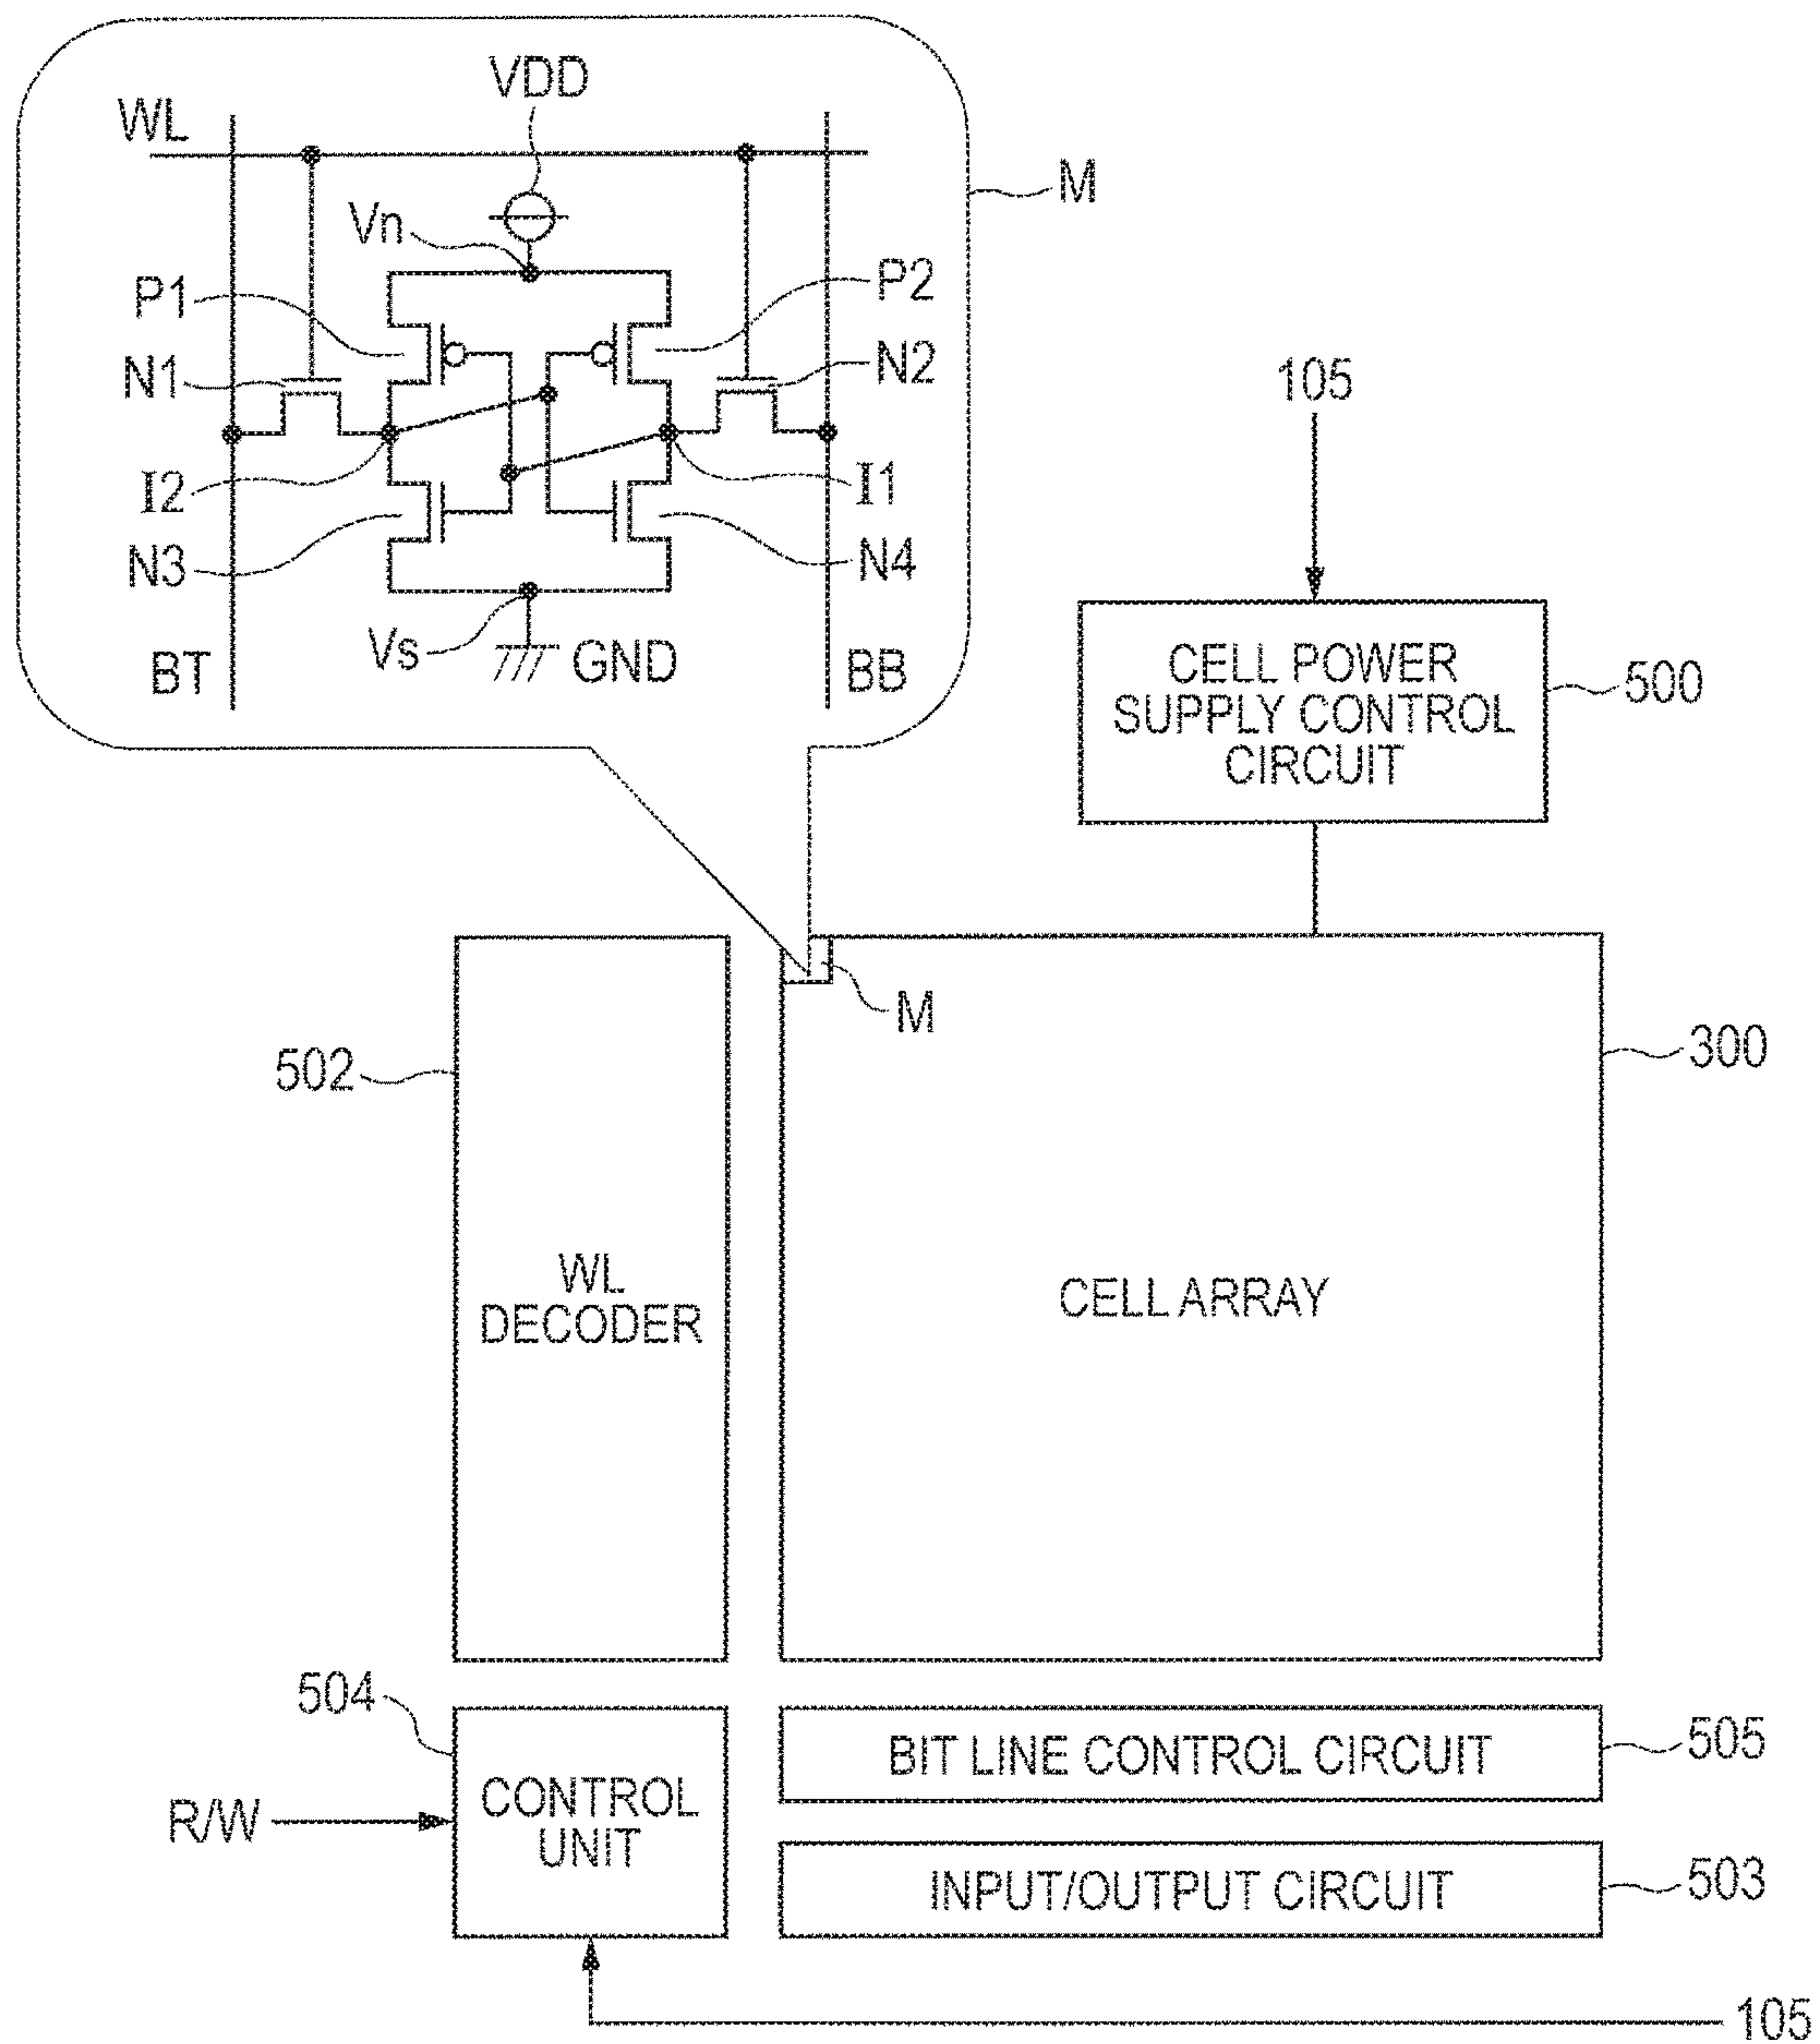 VDD
WL
M
Vn
P1
P2
N1
N2
105
I2
I1
N3
N4
Vs
GND
BT
BB
CELL POWER
SUPPLY CONTROL
CIRCUIT
500
M
300
502
WL
DECODER
CELL ARRAY
504
BIT LINE CONTROL CIRCUIT
505
R/W
CONTROL
UNIT
INPUT/OUTPUT CIRCUIT
503
105